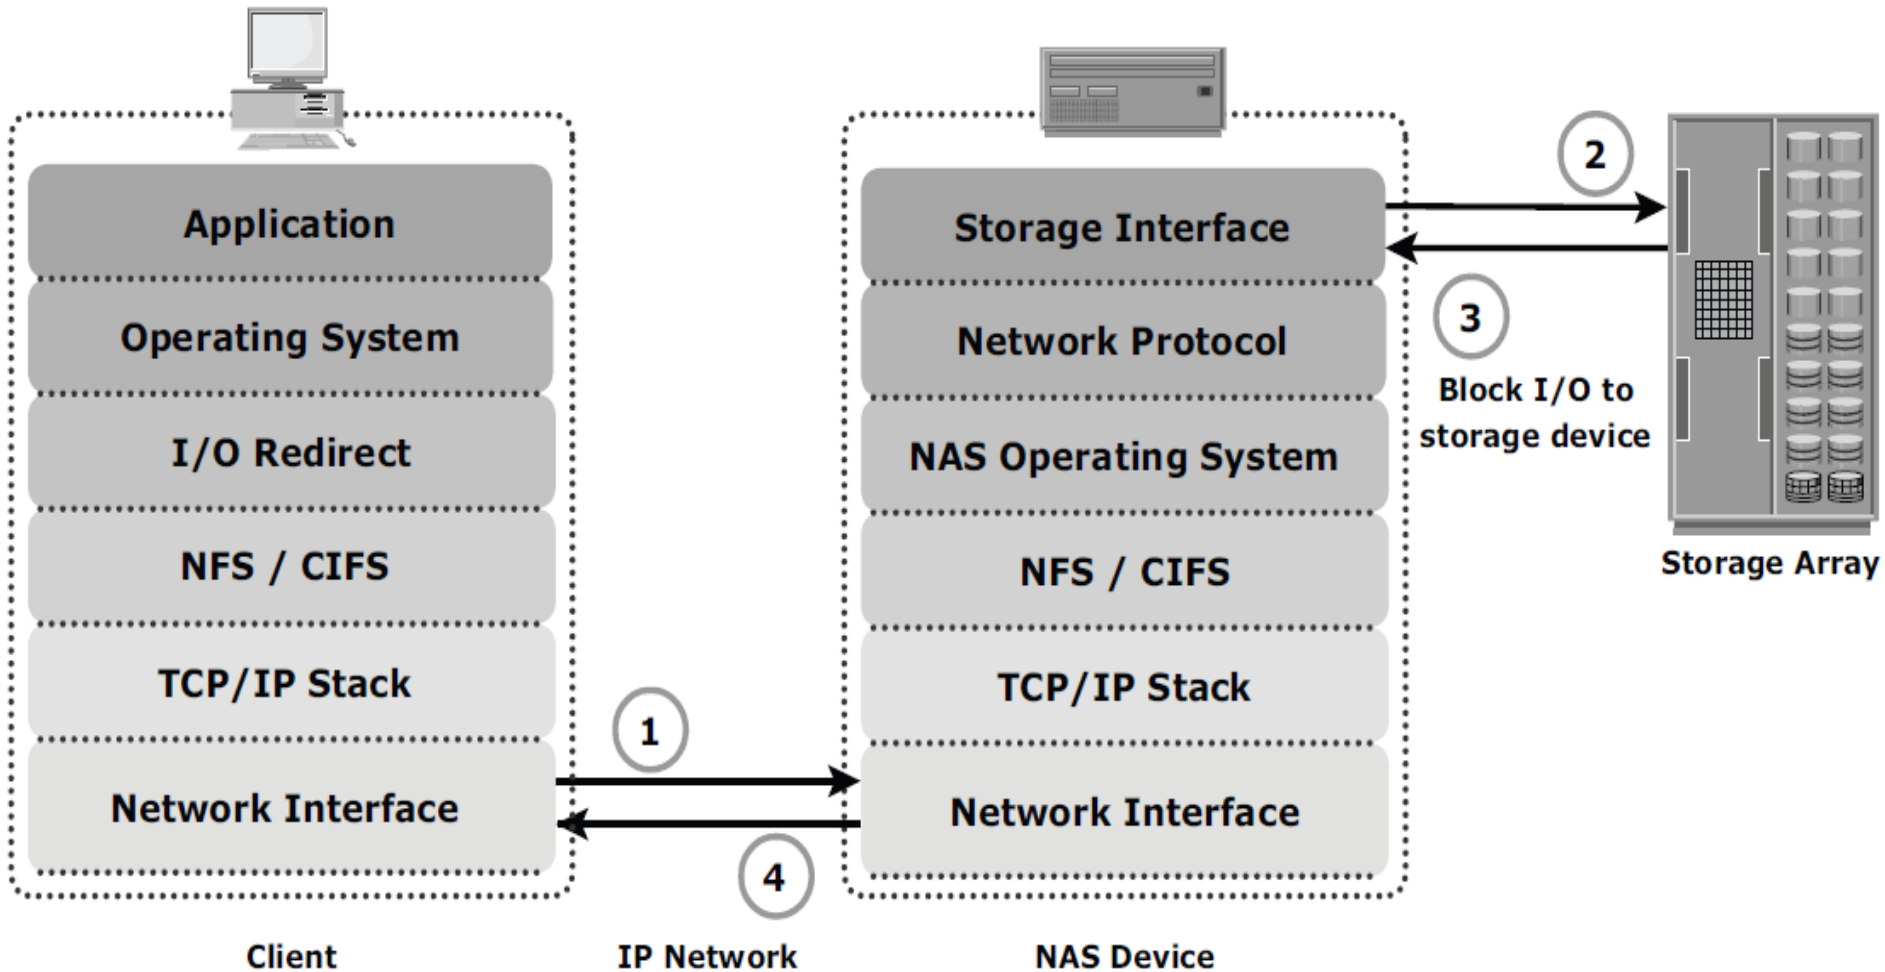 Application
Operating System
I/O Redirect
NFS / CIFS
TCP/IP Stack
Network Interface
Client
1
4
IP Network
Storage Interface
Network Protocol
NAS Operating System
NFS / CIFS
TCP/IP Stack
Network Interface
NAS Device
2
3
Block I/O to
storage device
Storage Array